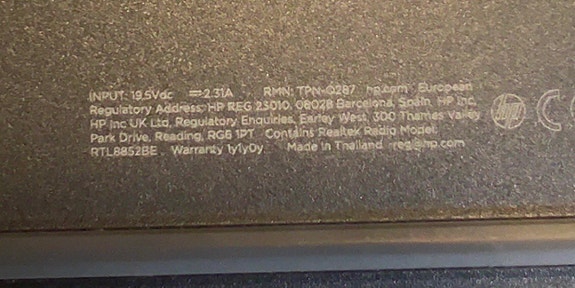 INPUT: 19.5Vdc ⎓2.31A RMN: TPN-Q287 hp.com European
Regulatory Address: HP REG 23010, 08028 Barcelona, Spain. HP Inc.
HP Inc UK Ltd, Regulatory Enquiries, Earley West, 300 Thames Valley
Park Drive, Reading, RG6 1PT Contains Realtek Radio Model:
RTL8852BE. Warranty 1y1y0y Made in Thailand reg@hp.com
hp
CE